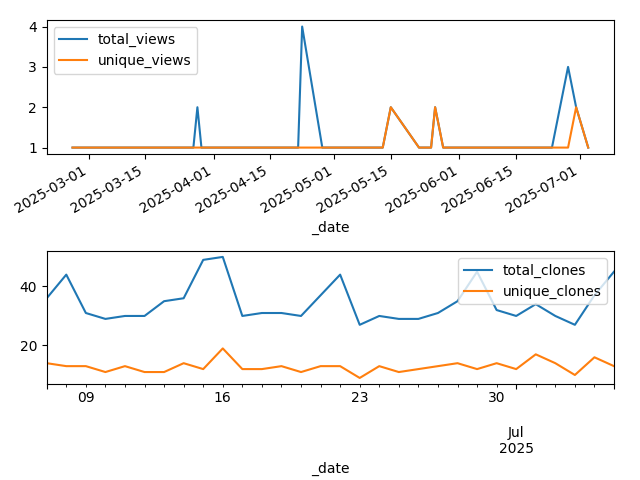 4
3
2
1
total_views
unique_views
2025-03-01
2025-03-15
2025-04-01
2025-04-15
2025-05-01
2025-05-15
2025-06-01
2025-06-15
2025-07-01
_date
40
20
total_clones
unique_clones
09
16
23
30
Jul
2025
_date